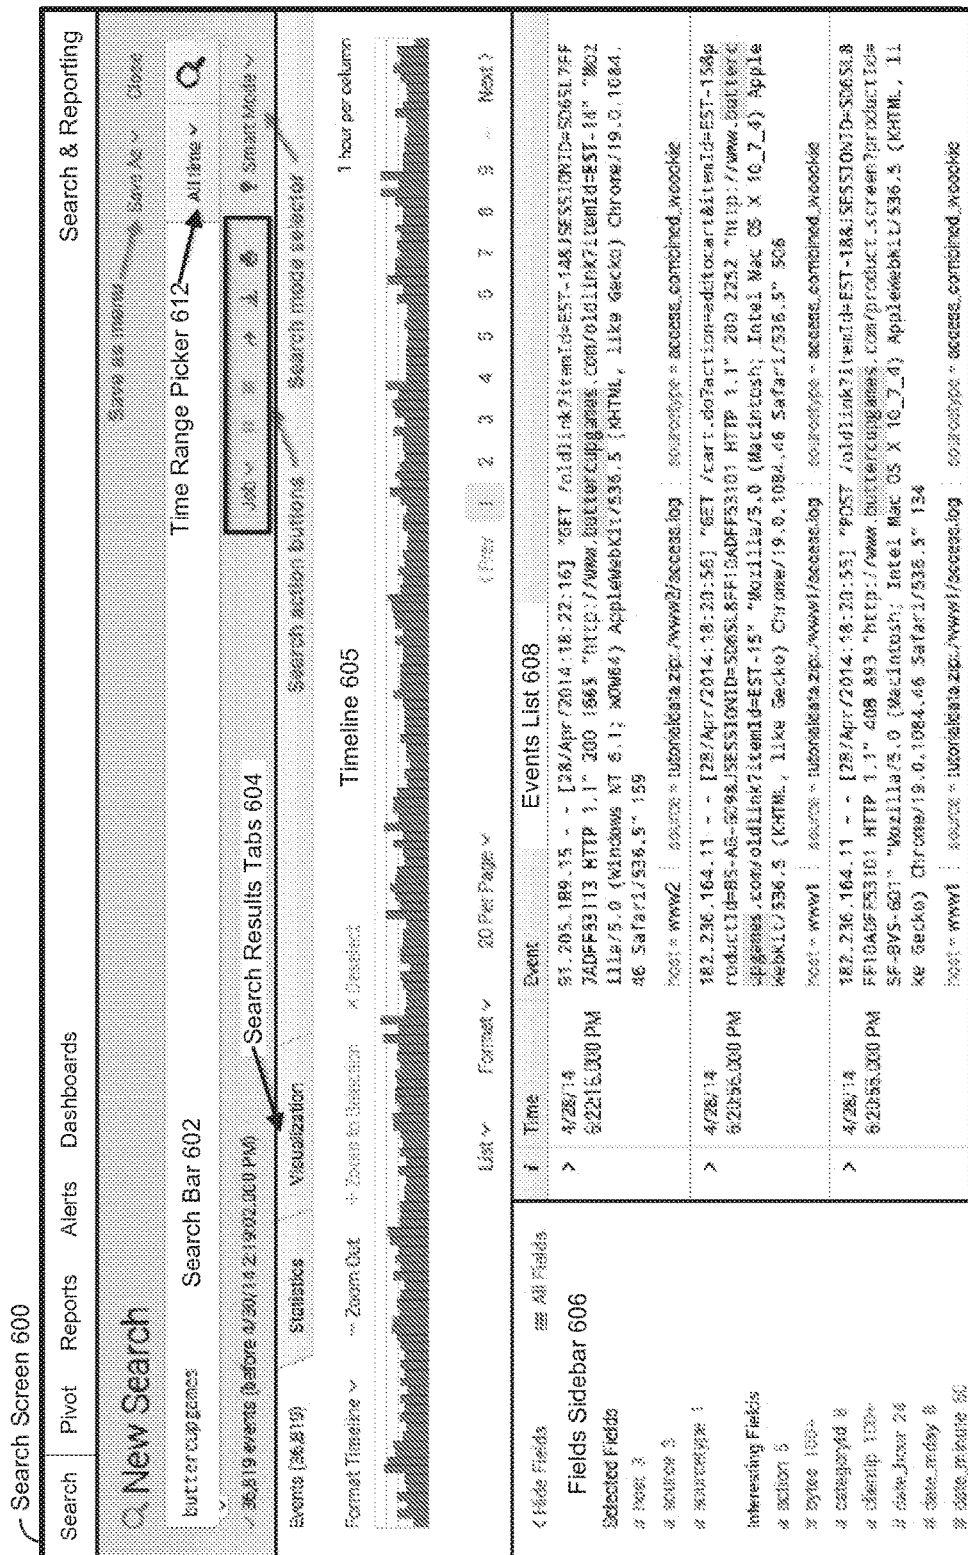 Search Screen 600
Search Pivot Reports Alerts Dashboards
Search & Reporting
New Search
Save as menu
Save As ∨ Close
buttercupgames
Search Bar 602
Time Range Picker 612
All time ∨
36,819 events (before 4/30/14 2:19:02.000 PM)
Search Results Tabs 604
Job ∨
Smart Mode ∨
Events (36,819) Statistics Visualization
Search action buttons
Search mode selector
Format Timeline ∨ – Zoom Out + Zoom to Selection × Deselect
Timeline 605
1 hour per column
List ∨ Format ∨ 20 Per Page ∨
< Prev 1 2 3 4 5 6 7 8 9 ... Next >
< Hide Fields All Fields
Fields Sidebar 606
Selected Fields
a host 3
a source 3
a sourcetype 1
Interesting Fields
a action 5
# bytes 100+
a categoryId 8
a clientip 100+
# date_hour 24
# date_mday 8
# date_minute 60
i Time Event
Events List 608
> 4/28/14
6:22:16.000 PM
91.205.189.15 - - [28/Apr/2014:18:22:16] "GET /oldlink?itemId=EST-14&JSESSIONID=SD6SL7FF
7ADFF53113 HTTP 1.1" 200 1665 "http://www.buttercupgames.com/oldlink?itemId=EST-14" "Moz
illa/5.0 (Windows NT 6.1; WOW64) AppleWebKit/536.5 (KHTML, like Gecko) Chrome/19.0.1084.
46 Safari/536.5" 159
host = www2 source = tutorialdata.zip:./www2/access.log sourcetype = access_combined_wcookie
> 4/28/14
6:20:56.000 PM
182.236.164.11 - - [28/Apr/2014:18:20:56] "GET /cart.do?action=addtocart&itemId=EST-15&p
roductId=BS-AG-G09&JSESSIONID=SD6SL8FF10ADFF53101 HTTP 1.1" 200 2252 "http://www.butterc
upgames.com/oldlink?itemId=EST-15" "Mozilla/5.0 (Macintosh; Intel Mac OS X 10_7_4) Apple
WebKit/536.5 (KHTML, like Gecko) Chrome/19.0.1084.46 Safari/536.5" 506
host = www1 source = tutorialdata.zip:./www1/access.log sourcetype = access_combined_wcookie
> 4/28/14
6:20:55.000 PM
182.236.164.11 - - [28/Apr/2014:18:20:55] "POST /oldlink?itemId=EST-18&JSESSIONID=SD6SL8
FF10ADFF53101 HTTP 1.1" 408 893 "http://www.buttercupgames.com/product.screen?productId=
SF-BVS-G01" "Mozilla/5.0 (Macintosh; Intel Mac OS X 10_7_4) AppleWebKit/536.5 (KHTML, li
ke Gecko) Chrome/19.0.1084.46 Safari/536.5" 134
host = www1 source = tutorialdata.zip:./www1/access.log sourcetype = access_combined_wcookie